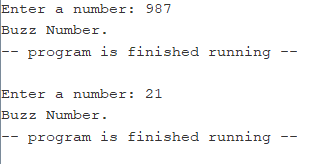 Enter a number: 987
Buzz Number.
-- program is finished running --
Enter a number: 21
Buzz Number.
-- program is finished running --